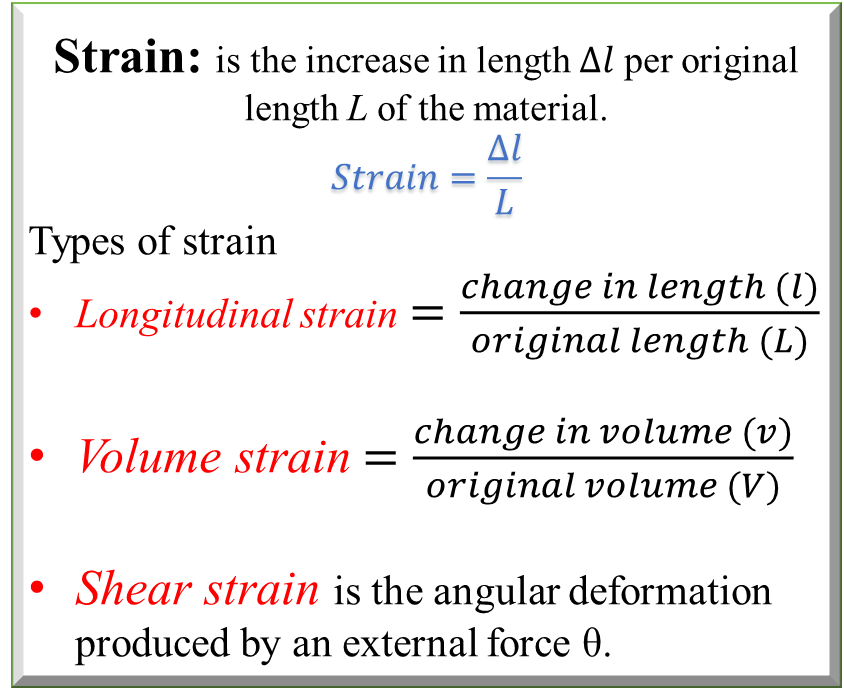 Strain: is the increase in length Δl per original
length L of the material.
Strain = Δl/L
Types of strain
• Longitudinal strain = change in length (l)/original length (L)
• Volume strain = change in volume (v)/original volume (V)
• Shear strain is the angular deformation
produced by an external force θ.